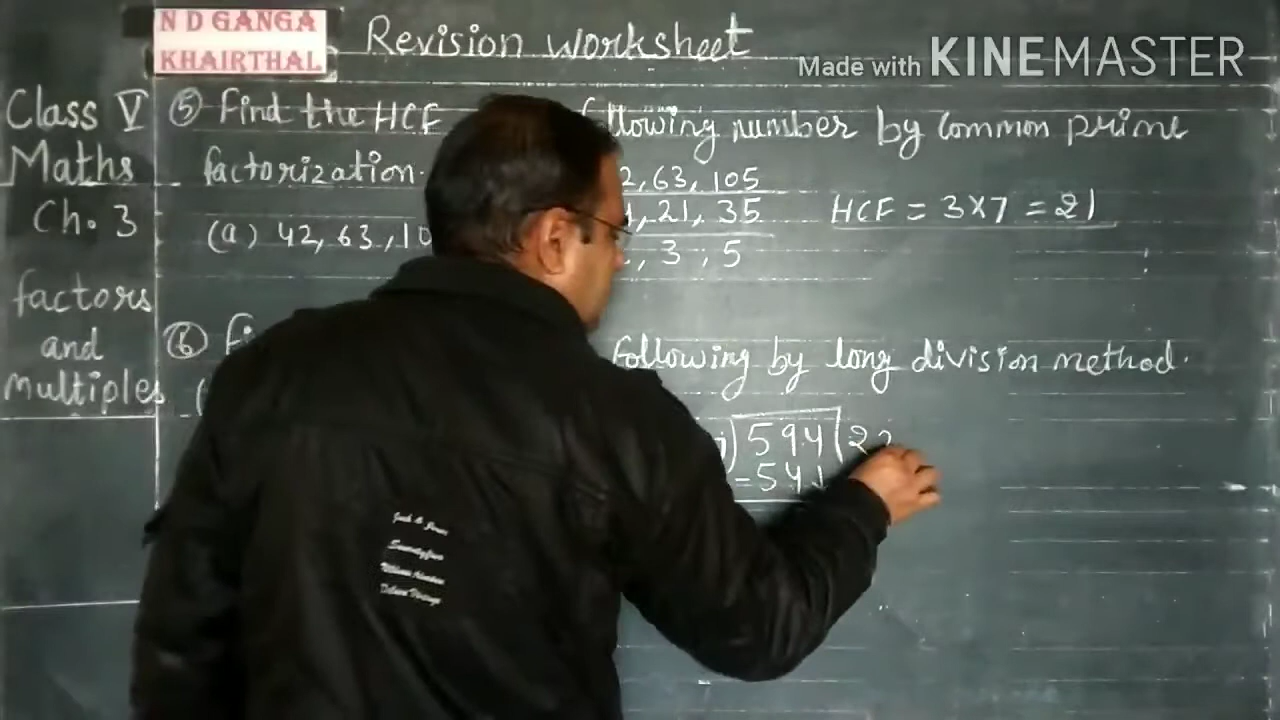 N D GANGA
KHAIRTHAL
Revision worksheet
Made with KINEMASTER
Class V
Maths
Ch. 3
factors
and
multiples
⑤ Find the HCF following number by common prime
factorization.
2, 63, 105
, 21, 35
, 3, 5
HCF = 3×7 = 21
(a) 42, 63, 10
⑥ following by long division method.
) 594 ( 2
- 54